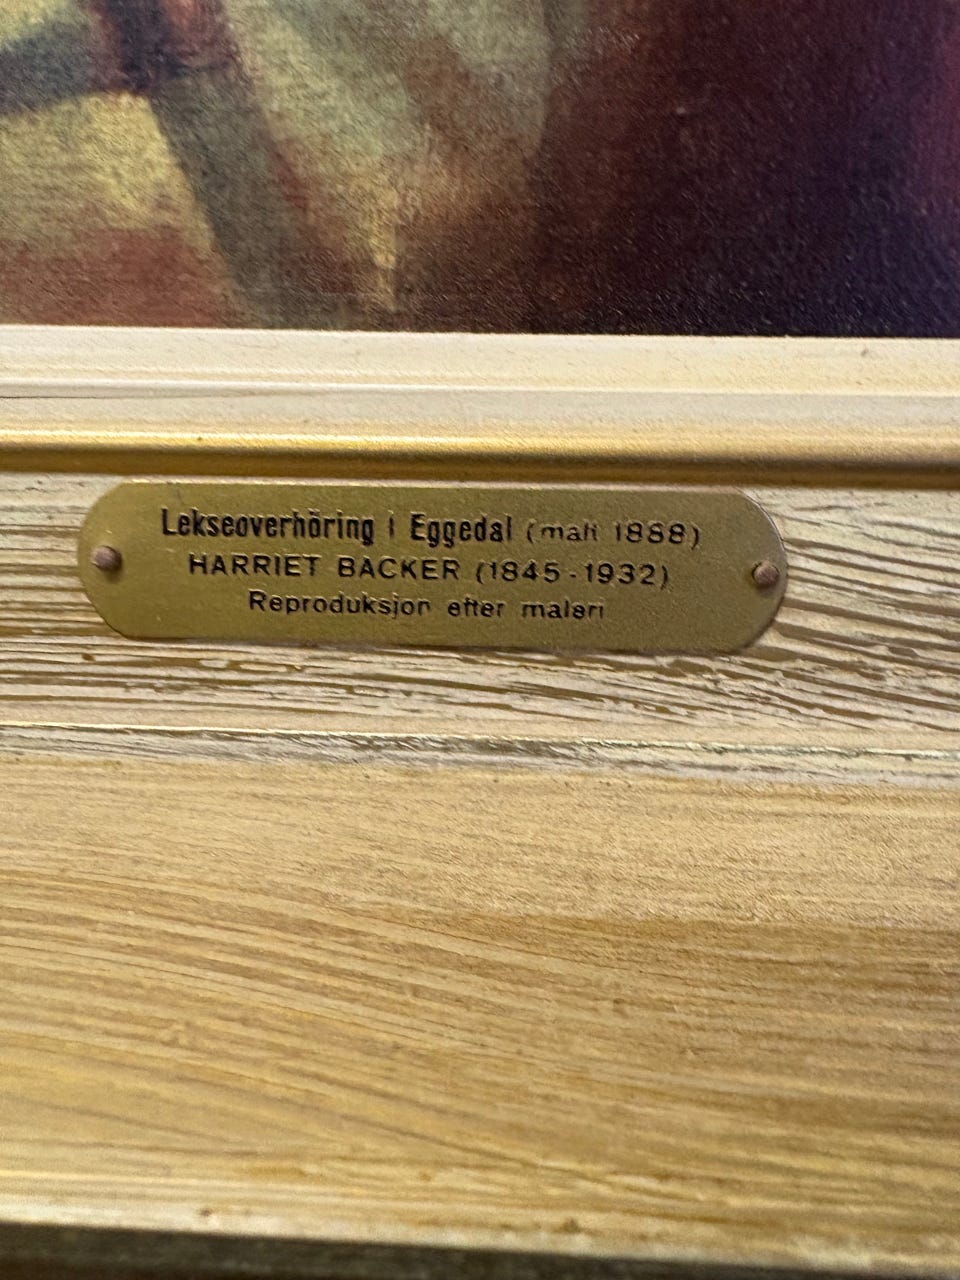 Lekseoverhöring i Eggedal (malt 1888)
HARRIET BACKER (1845-1932)
Reproduksjon efter maleri